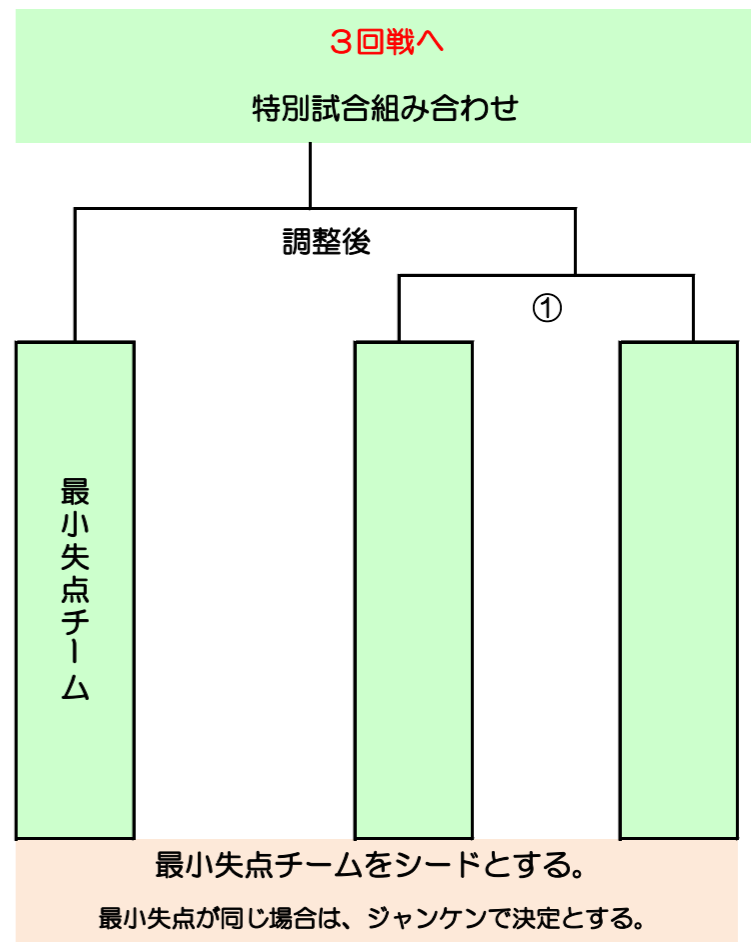 ３回戦へ
特別試合組み合わせ
調整後
①
最小失点チーム
最小失点チームをシードとする。
最小失点が同じ場合は、ジャンケンで決定とする。